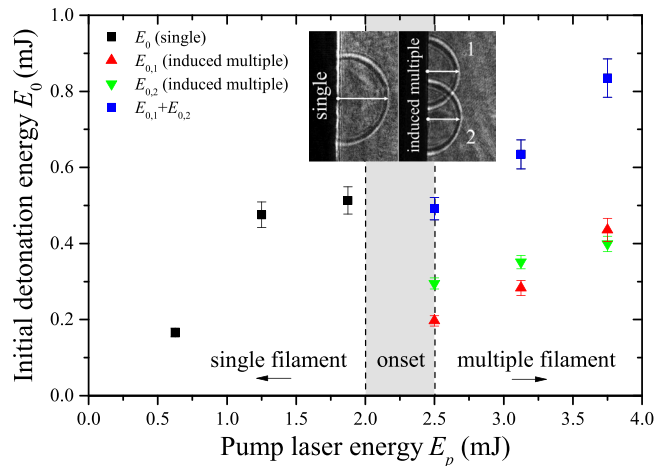 Initial detonation energy E₀ (mJ)
1.0
0.8
0.6
0.4
0.2
0.0
E₀ (single)
E₀,₁ (induced multiple)
E₀,₂ (induced multiple)
E₀,₁+E₀,₂
single
induced multiple
1
2
single filament
onset
multiple filament
0.0 0.5 1.0 1.5 2.0 2.5 3.0 3.5 4.0
Pump laser energy Eₚ (mJ)